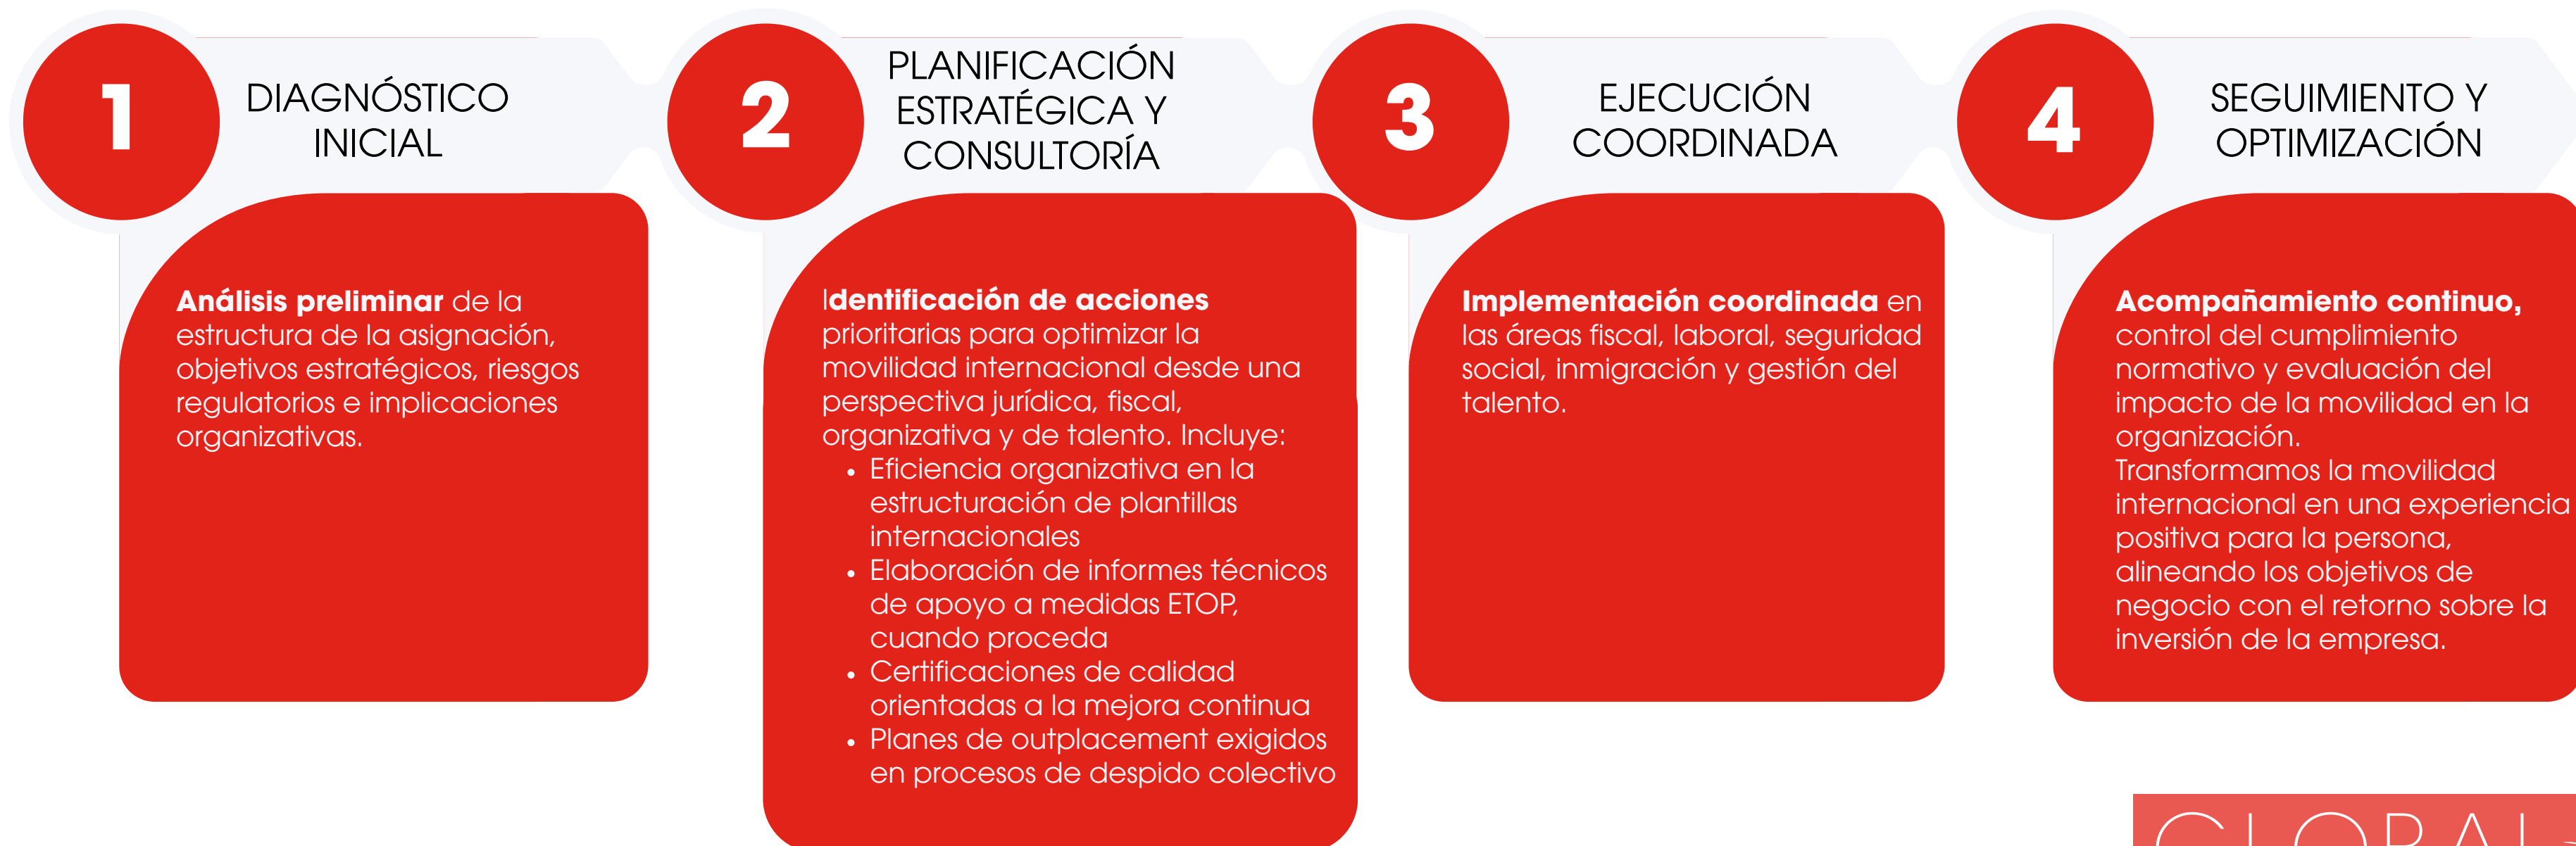 1
DIAGNÓSTICO
INICIAL
Análisis preliminar de la
estructura de la asignación,
objetivos estratégicos, riesgos
regulatorios e implicaciones
organizativas.
2
PLANIFICACIÓN
ESTRATÉGICA Y
CONSULTORÍA
Identificación de acciones
prioritarias para optimizar la
movilidad internacional desde una
perspectiva jurídica, fiscal,
organizativa y de talento. Incluye:
• Eficiencia organizativa en la
estructuración de plantillas
internacionales
• Elaboración de informes técnicos
de apoyo a medidas ETOP,
cuando proceda
• Certificaciones de calidad
orientadas a la mejora continua
• Planes de outplacement exigidos
en procesos de despido colectivo
3
EJECUCIÓN
COORDINADA
Implementación coordinada en
las áreas fiscal, laboral, seguridad
social, inmigración y gestión del
talento.
4
SEGUIMIENTO Y
OPTIMIZACIÓN
Acompañamiento continuo,
control del cumplimiento
normativo y evaluación del
impacto de la movilidad en la
organización.
Transformamos la movilidad
internacional en una experiencia
positiva para la persona,
alineando los objetivos de
negocio con el retorno sobre la
inversión de la empresa.
GLOBAL